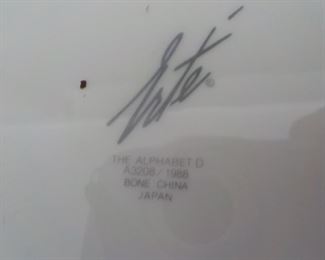 Erté ©
THE ALPHABET D
A3208/1988
BONE CHINA
JAPAN